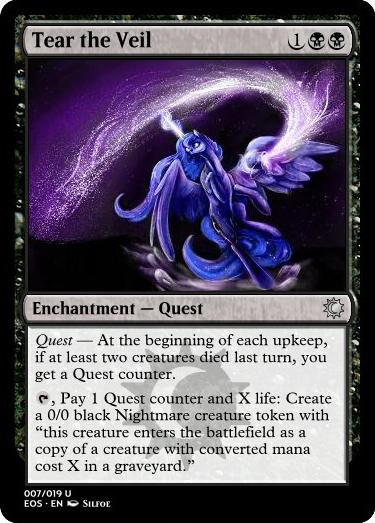 Tear the Veil 1
Enchantment — Quest
Quest — At the beginning of each upkeep,
if at least two creatures died last turn, you
get a Quest counter.
, Pay 1 Quest counter and X life: Create
a 0/0 black Nightmare creature token with
“this creature enters the battlefield as a
copy of a creature with converted mana
cost X in a graveyard.”
007/019 U
EOS • EN SILFOE